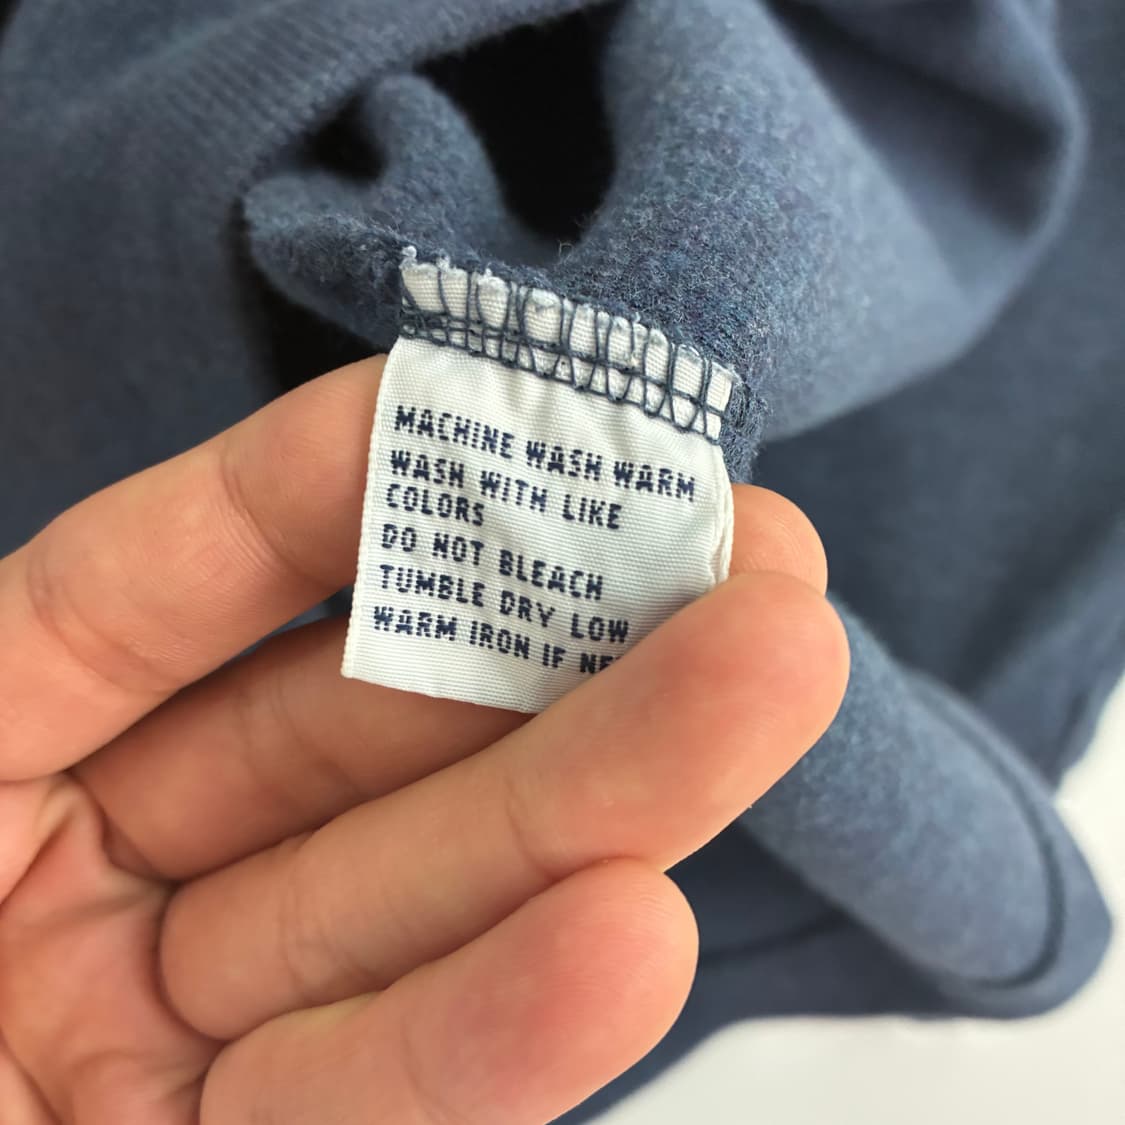 MACHINE WASH WARM
WASH WITH LIKE
COLORS
DO NOT BLEACH
TUMBLE DRY LOW
WARM IRON IF